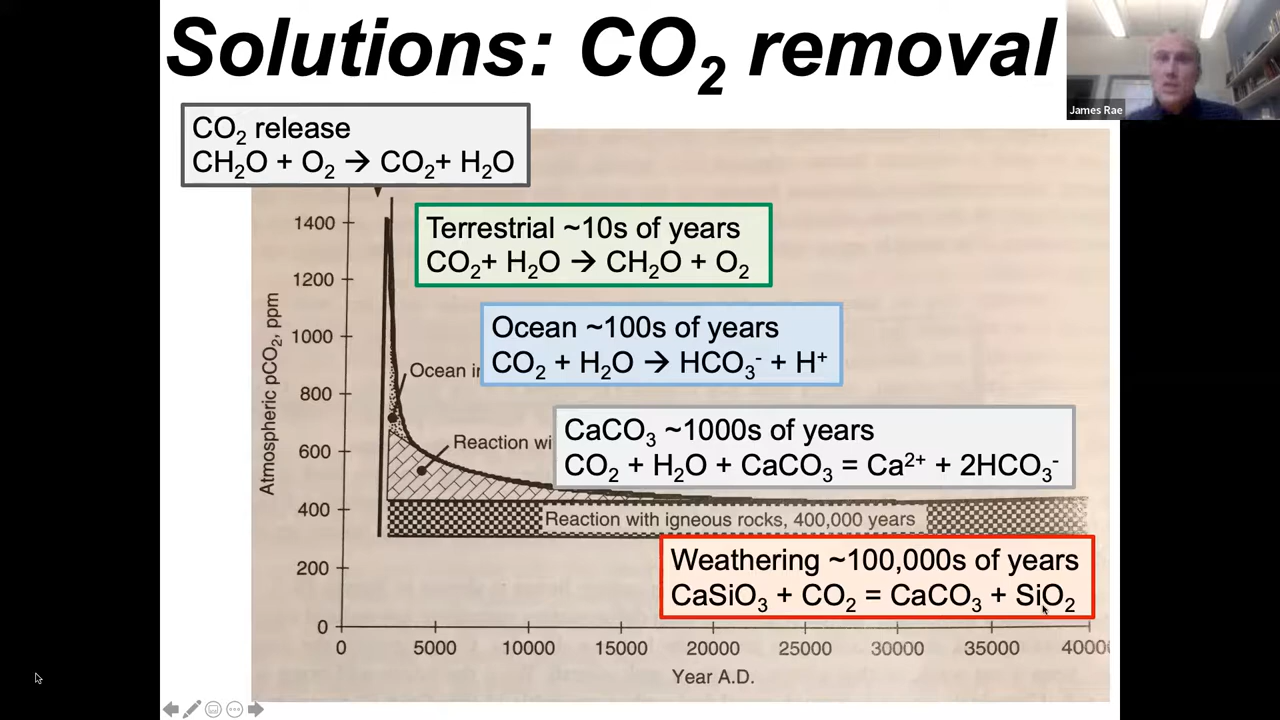 Solutions: CO₂ removal
James Rae
CO₂ release
CH₂O + O₂ → CO₂+ H₂O
1400
Terrestrial ~10s of years
CO₂+ H₂O → CH₂O + O₂
1200
Ocean ~100s of years
1000
CO₂ + H₂O → HCO₃⁻ + H⁺
Ocean
800
CaCO₃ ~1000s of years
Reaction
600
CO₂ + H₂O + CaCO₃ = Ca²⁺ + 2HCO₃⁻
Atmospheric pCO₂, ppm
400
Reaction with igneous rocks, 400,000 years
Weathering ~100,000s of years
200
CaSiO₃ + CO₂ = CaCO₃ + SiO₂
0
0 5000 10000 15000 20000 25000 30000 35000 40000
Year A.D.